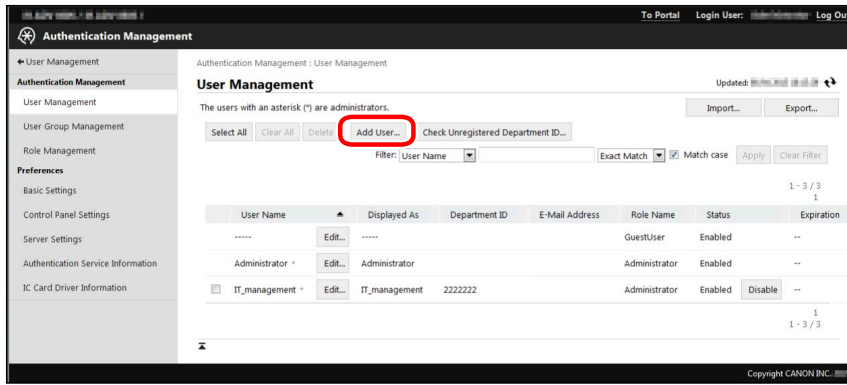 To Portal Login User: Log Ou
Authentication Management
User Management
Authentication Management : User Management
Authentication Management
User Management
Updated:
User Management
The users with an asterisk (*) are administrators.
Import... Export...
User Group Management
Select All Clear All Delete Add User... Check Unregistered Department ID...
Role Management
Filter: User Name Exact Match Match case Apply Clear Filter
Preferences
Basic Settings
1 - 3 / 3
1
Control Panel Settings
User Name Displayed As Department ID E-Mail Address Role Name Status Expiration
Server Settings
----- Edit... ----- GuestUser Enabled --
Authentication Service Information
Administrator * Edit... Administrator Administrator Enabled --
IC Card Driver Information
IT_management * Edit... IT_management 2222222 Administrator Enabled Disable --
1
1 - 3 / 3
Copyright CANON INC.